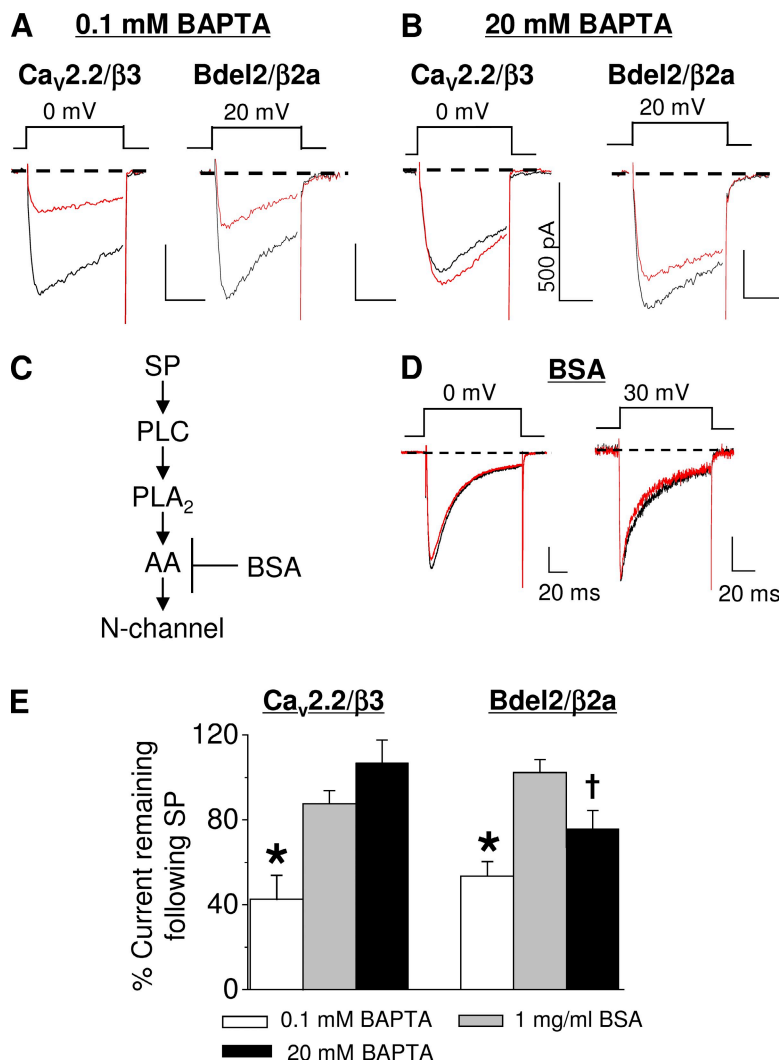 A 0.1 mM BAPTA
B 20 mM BAPTA
CaV2.2/β3
Bdel2/β2a
CaV2.2/β3
Bdel2/β2a
0 mV
20 mV
0 mV
20 mV
500 pA
C
SP
PLC
PLA2
AA
BSA
N-channel
D BSA
0 mV
30 mV
20 ms
20 ms
E
Cav2.2/β3
Bdel2/β2a
% Current remaining
following SP
120
80
40
0
*
*
†
0.1 mM BAPTA
1 mg/ml BSA
20 mM BAPTA